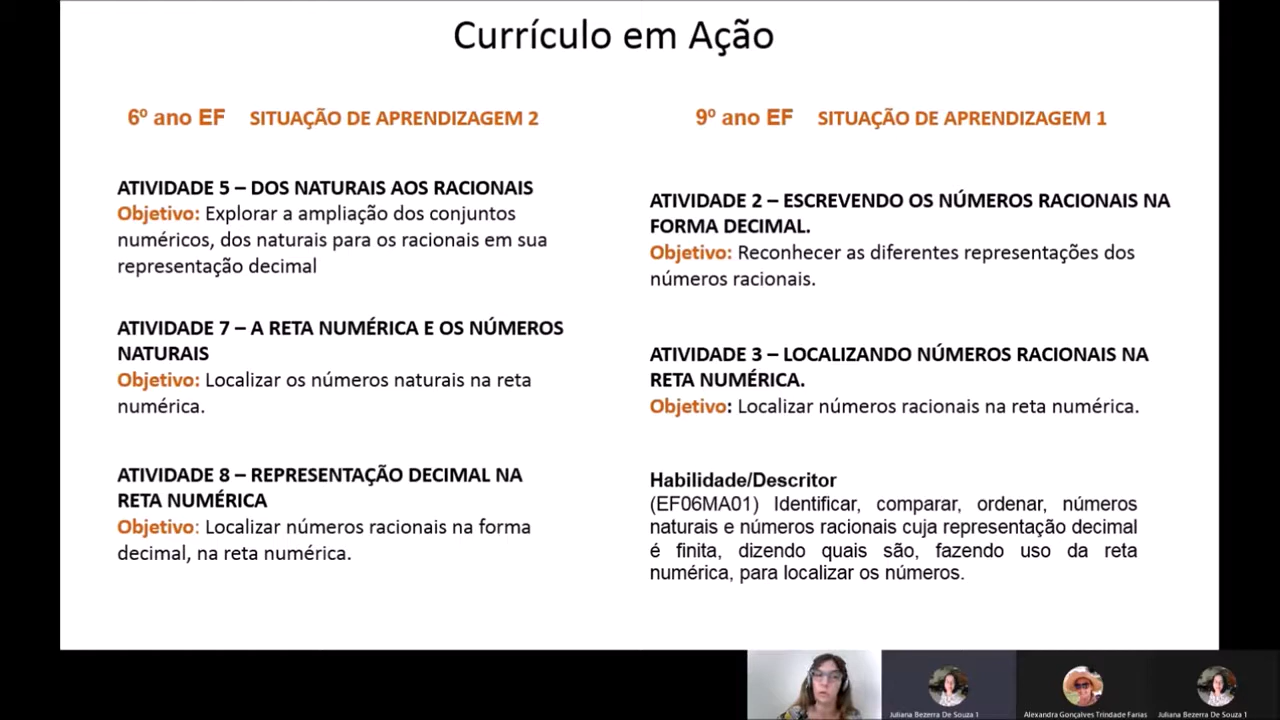 Currículo em Ação
6º ano EF SITUAÇÃO DE APRENDIZAGEM 2
ATIVIDADE 5 – DOS NATURAIS AOS RACIONAIS
Objetivo: Explorar a ampliação dos conjuntos
numéricos, dos naturais para os racionais em sua
representação decimal
ATIVIDADE 7 – A RETA NUMÉRICA E OS NÚMEROS
NATURAIS
Objetivo: Localizar os números naturais na reta
numérica.
ATIVIDADE 8 – REPRESENTAÇÃO DECIMAL NA
RETA NUMÉRICA
Objetivo: Localizar números racionais na forma
decimal, na reta numérica.
9º ano EF SITUAÇÃO DE APRENDIZAGEM 1
ATIVIDADE 2 – ESCREVENDO OS NÚMEROS RACIONAIS NA
FORMA DECIMAL.
Objetivo: Reconhecer as diferentes representações dos
números racionais.
ATIVIDADE 3 – LOCALIZANDO NÚMEROS RACIONAIS NA
RETA NUMÉRICA.
Objetivo: Localizar números racionais na reta numérica.
Habilidade/Descritor
(EF06MA01) Identificar, comparar, ordenar, números
naturais e números racionais cuja representação decimal
é finita, dizendo quais são, fazendo uso da reta
numérica, para localizar os números.
Juliana Bezerra De Souza 1
Alexandra Gonçalves Trindade Farias
Juliana Bezerra De Souza 1